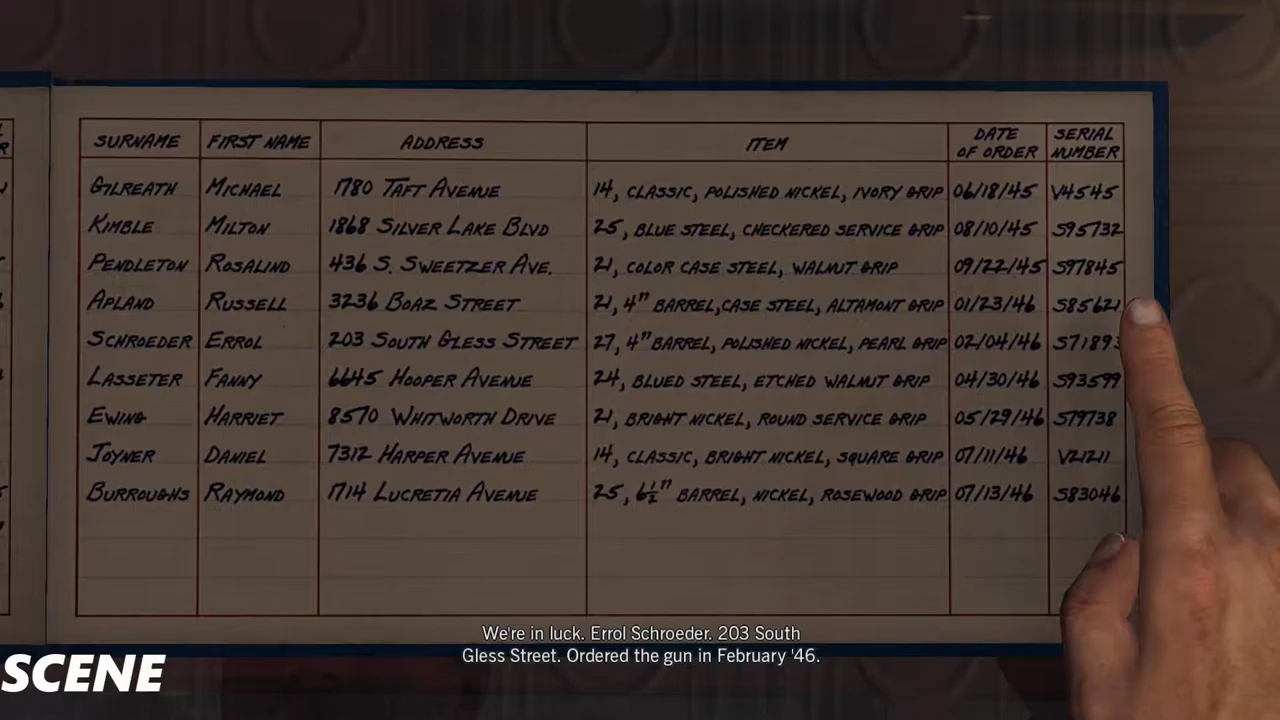 SURNAME FIRST NAME ADDRESS ITEM DATE OF ORDER SERIAL NUMBER
GILREATH MICHAEL 1780 TAFT AVENUE 14, CLASSIC, POLISHED NICKEL, IVORY GRIP 06/18/45 V4545
KIMBLE MILTON 1868 SILVER LAKE BLVD 25, BLUE STEEL, CHECKERED SERVICE GRIP 08/10/45 S95732
PENDLETON ROSALIND 436 S. SWEETZER AVE. 21, COLOR CASE STEEL, WALNUT GRIP 09/22/45 S97845
APLAND RUSSELL 3236 BOAZ STREET 21, 4" BARREL, CASE STEEL, ALTAMONT GRIP 01/23/46 S85621
SCHROEDER ERROL 203 SOUTH GLESS STREET 27, 4" BARREL, POLISHED NICKEL, PEARL GRIP 02/04/46 S71893
LASSETER FANNY 6645 HOOPER AVENUE 24, BLUED STEEL, ETCHED WALNUT GRIP 04/30/46 S93599
EWING HARRIET 8570 WHITWORTH DRIVE 21, BRIGHT NICKEL, ROUND SERVICE GRIP 05/29/46 S79738
JOYNER DANIEL 7312 HARPER AVENUE 14, CLASSIC, BRIGHT NICKEL, SQUARE GRIP 07/11/46 V21211
BURROUGHS RAYMOND 1714 LUCRETIA AVENUE 25, 6½" BARREL, NICKEL, ROSEWOOD GRIP 07/13/46 S83046
We're in luck. Errol Schroeder. 203 South
Gless Street. Ordered the gun in February '46.
SCENE